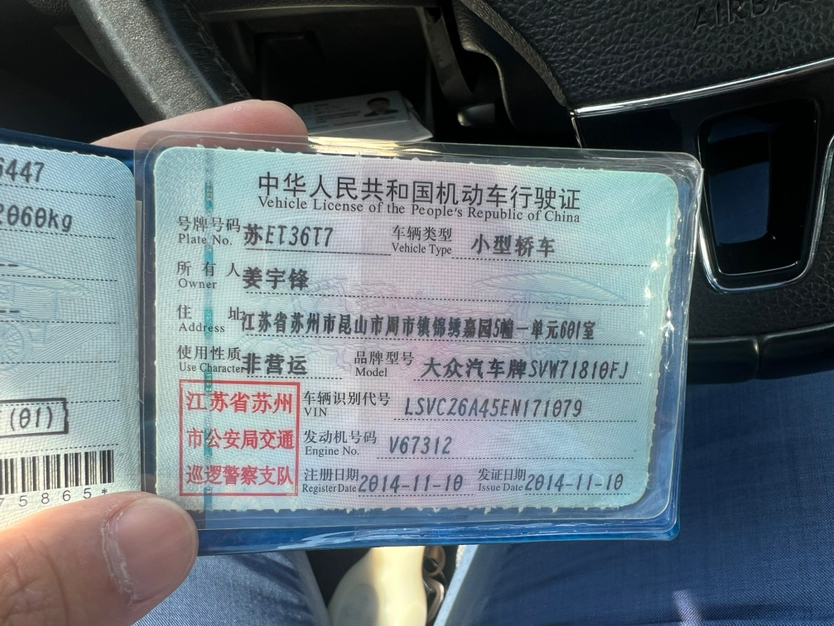 6447
2060kg
(01)
75865*
AIRBAG
中华人民共和国机动车行驶证
Vehicle License of the People's Republic of China
号牌号码 苏ET36T7 车辆类型 小型轿车
Plate No. Vehicle Type
所有人 姜宇锋
Owner
住址 江苏省苏州市昆山市周市镇锦绣嘉园5幢一单元601室
Address
使用性质 非营运 品牌型号 大众汽车牌SVW71810FJ
Use Character Model
江苏省苏州
市公安局交通
巡逻警察支队
车辆识别代号 LSVCZ6A45EN171079
VIN
发动机号码 V67312
Engine No.
注册日期 2014-11-10 发证日期 2014-11-10
Register Date Issue Date